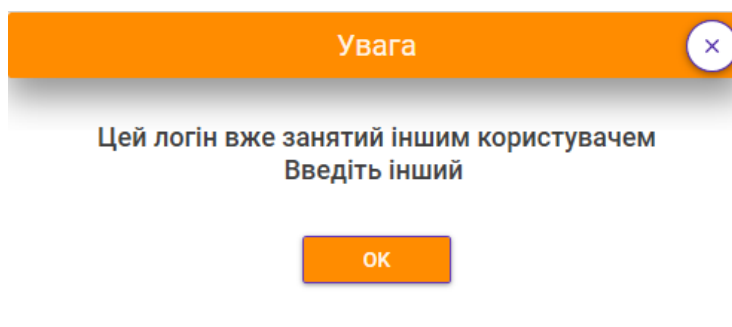 Увага
Цей логін вже занятий іншим користувачем
Введіть інший
OK